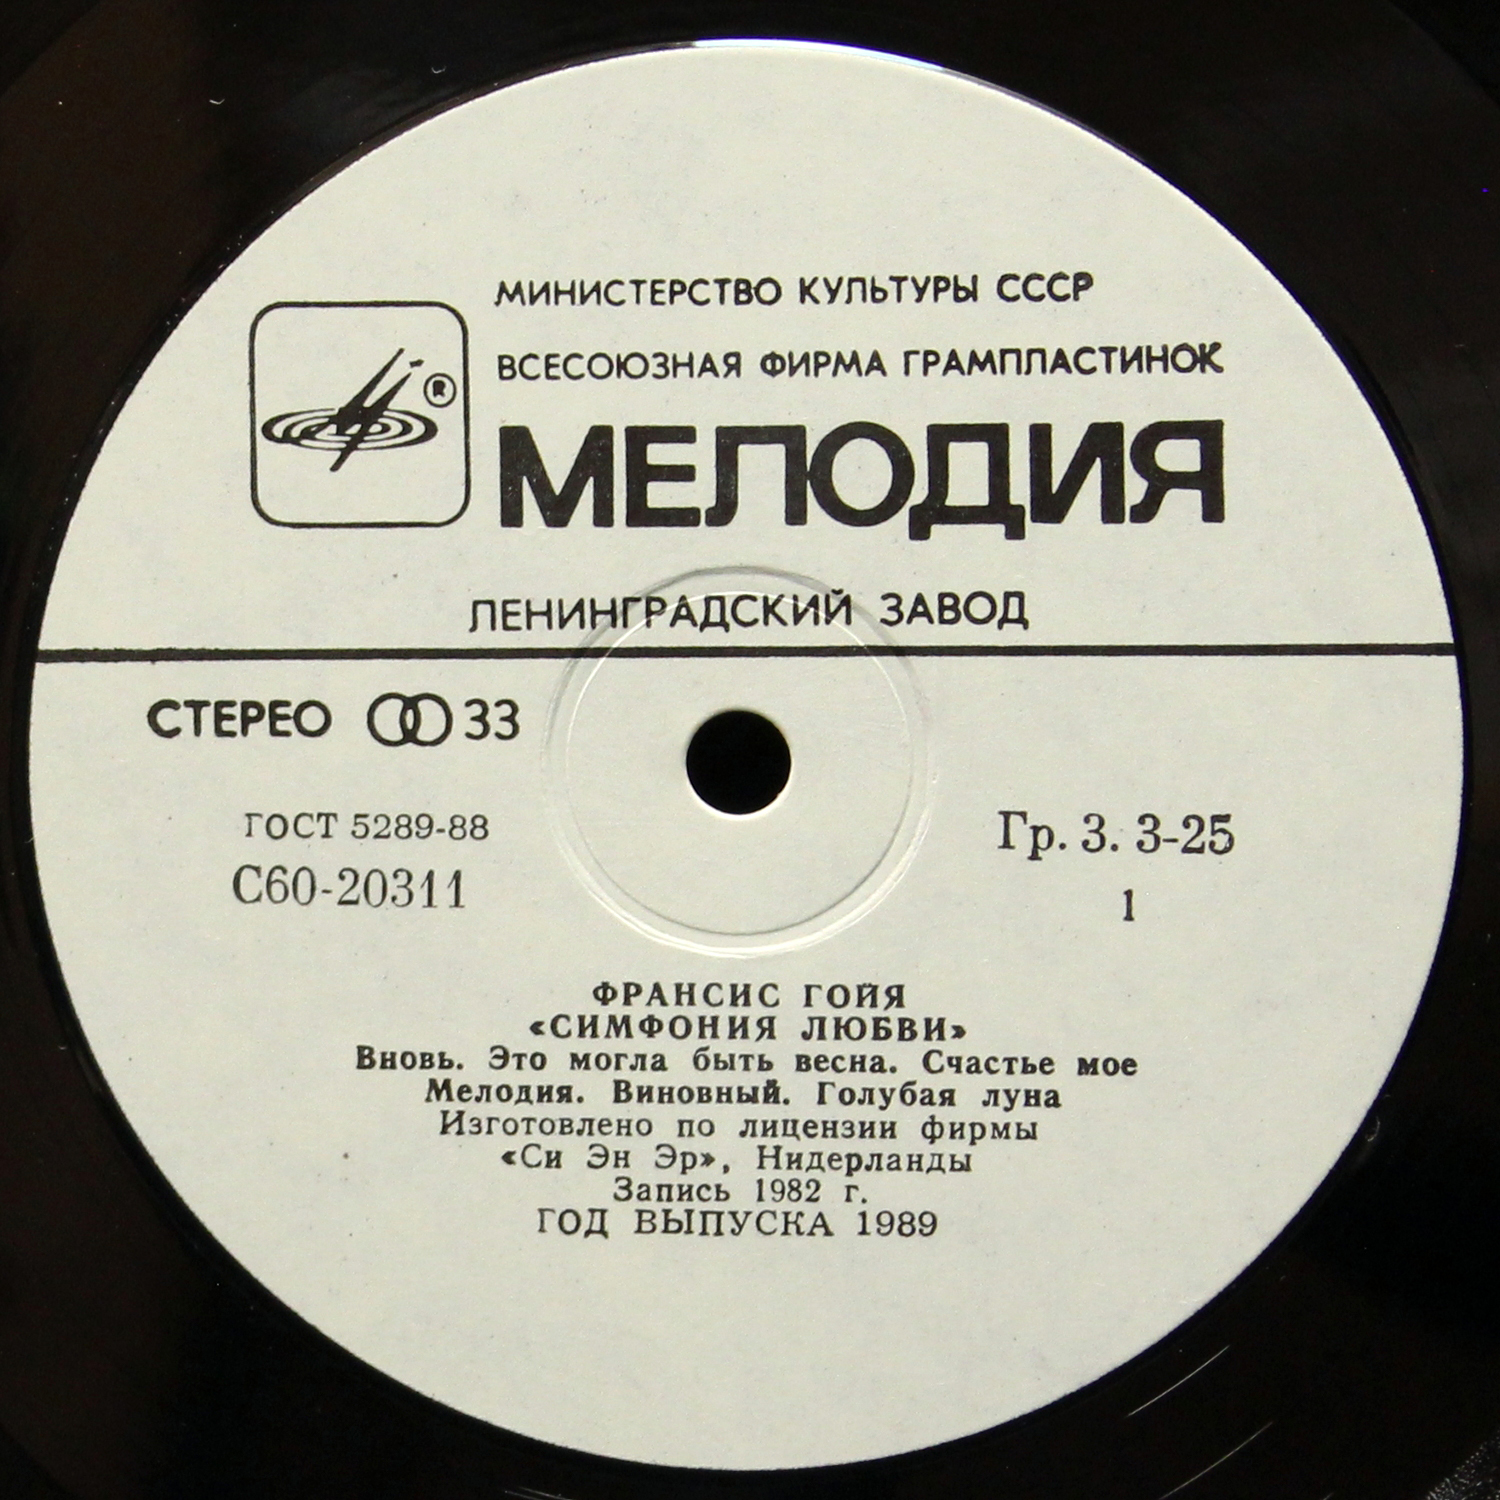 МИНИСТЕРСТВО КУЛЬТУРЫ СССР
ВСЕСОЮЗНАЯ ФИРМА ГРАМПЛАСТИНОК
®
МЕЛОДИЯ
ЛЕНИНГРАДСКИЙ ЗАВОД
СТЕРЕО 33
ГОСТ 5289-88
С60-20311
Гр. 3. 3-25
1
ФРАНСИС ГОЙЯ
«СИМФОНИЯ ЛЮБВИ»
Вновь. Это могла быть весна. Счастье мое
Мелодия. Виновный. Голубая луна
Изготовлено по лицензии фирмы
«Си Эн Эр», Нидерланды
Запись 1982 г.
ГОД ВЫПУСКА 1989